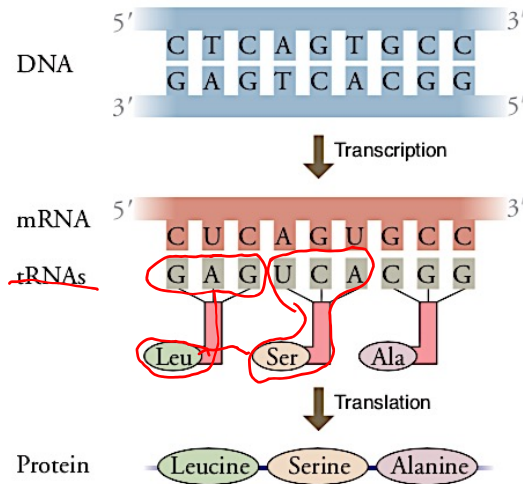 5′ 3′
C T C A G T G C C
DNA
G A G T C A C G G
3′ 5′
Transcription
5′ 3′
mRNA
C U C A G U G C C
tRNAs G A G U C A C G G
Leu Ser Ala
Translation
Protein Leucine Serine Alanine